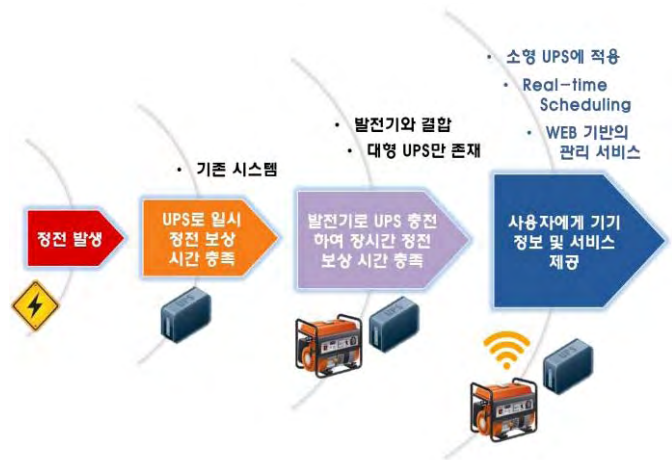 • 소형 UPS에 적용
• Real-time
Scheduling
• WEB 기반의
관리 서비스
• 발전기와 결합
• 대형 UPS만 존재
• 기존 시스템
정전 발생
UPS로 일시
정전 보상
시간 충족
발전기로 UPS 충전
하여 장시간 정전
보상 시간 충족
사용자에게 기기
정보 및 서비스
제공
UPS
UPS
UPS